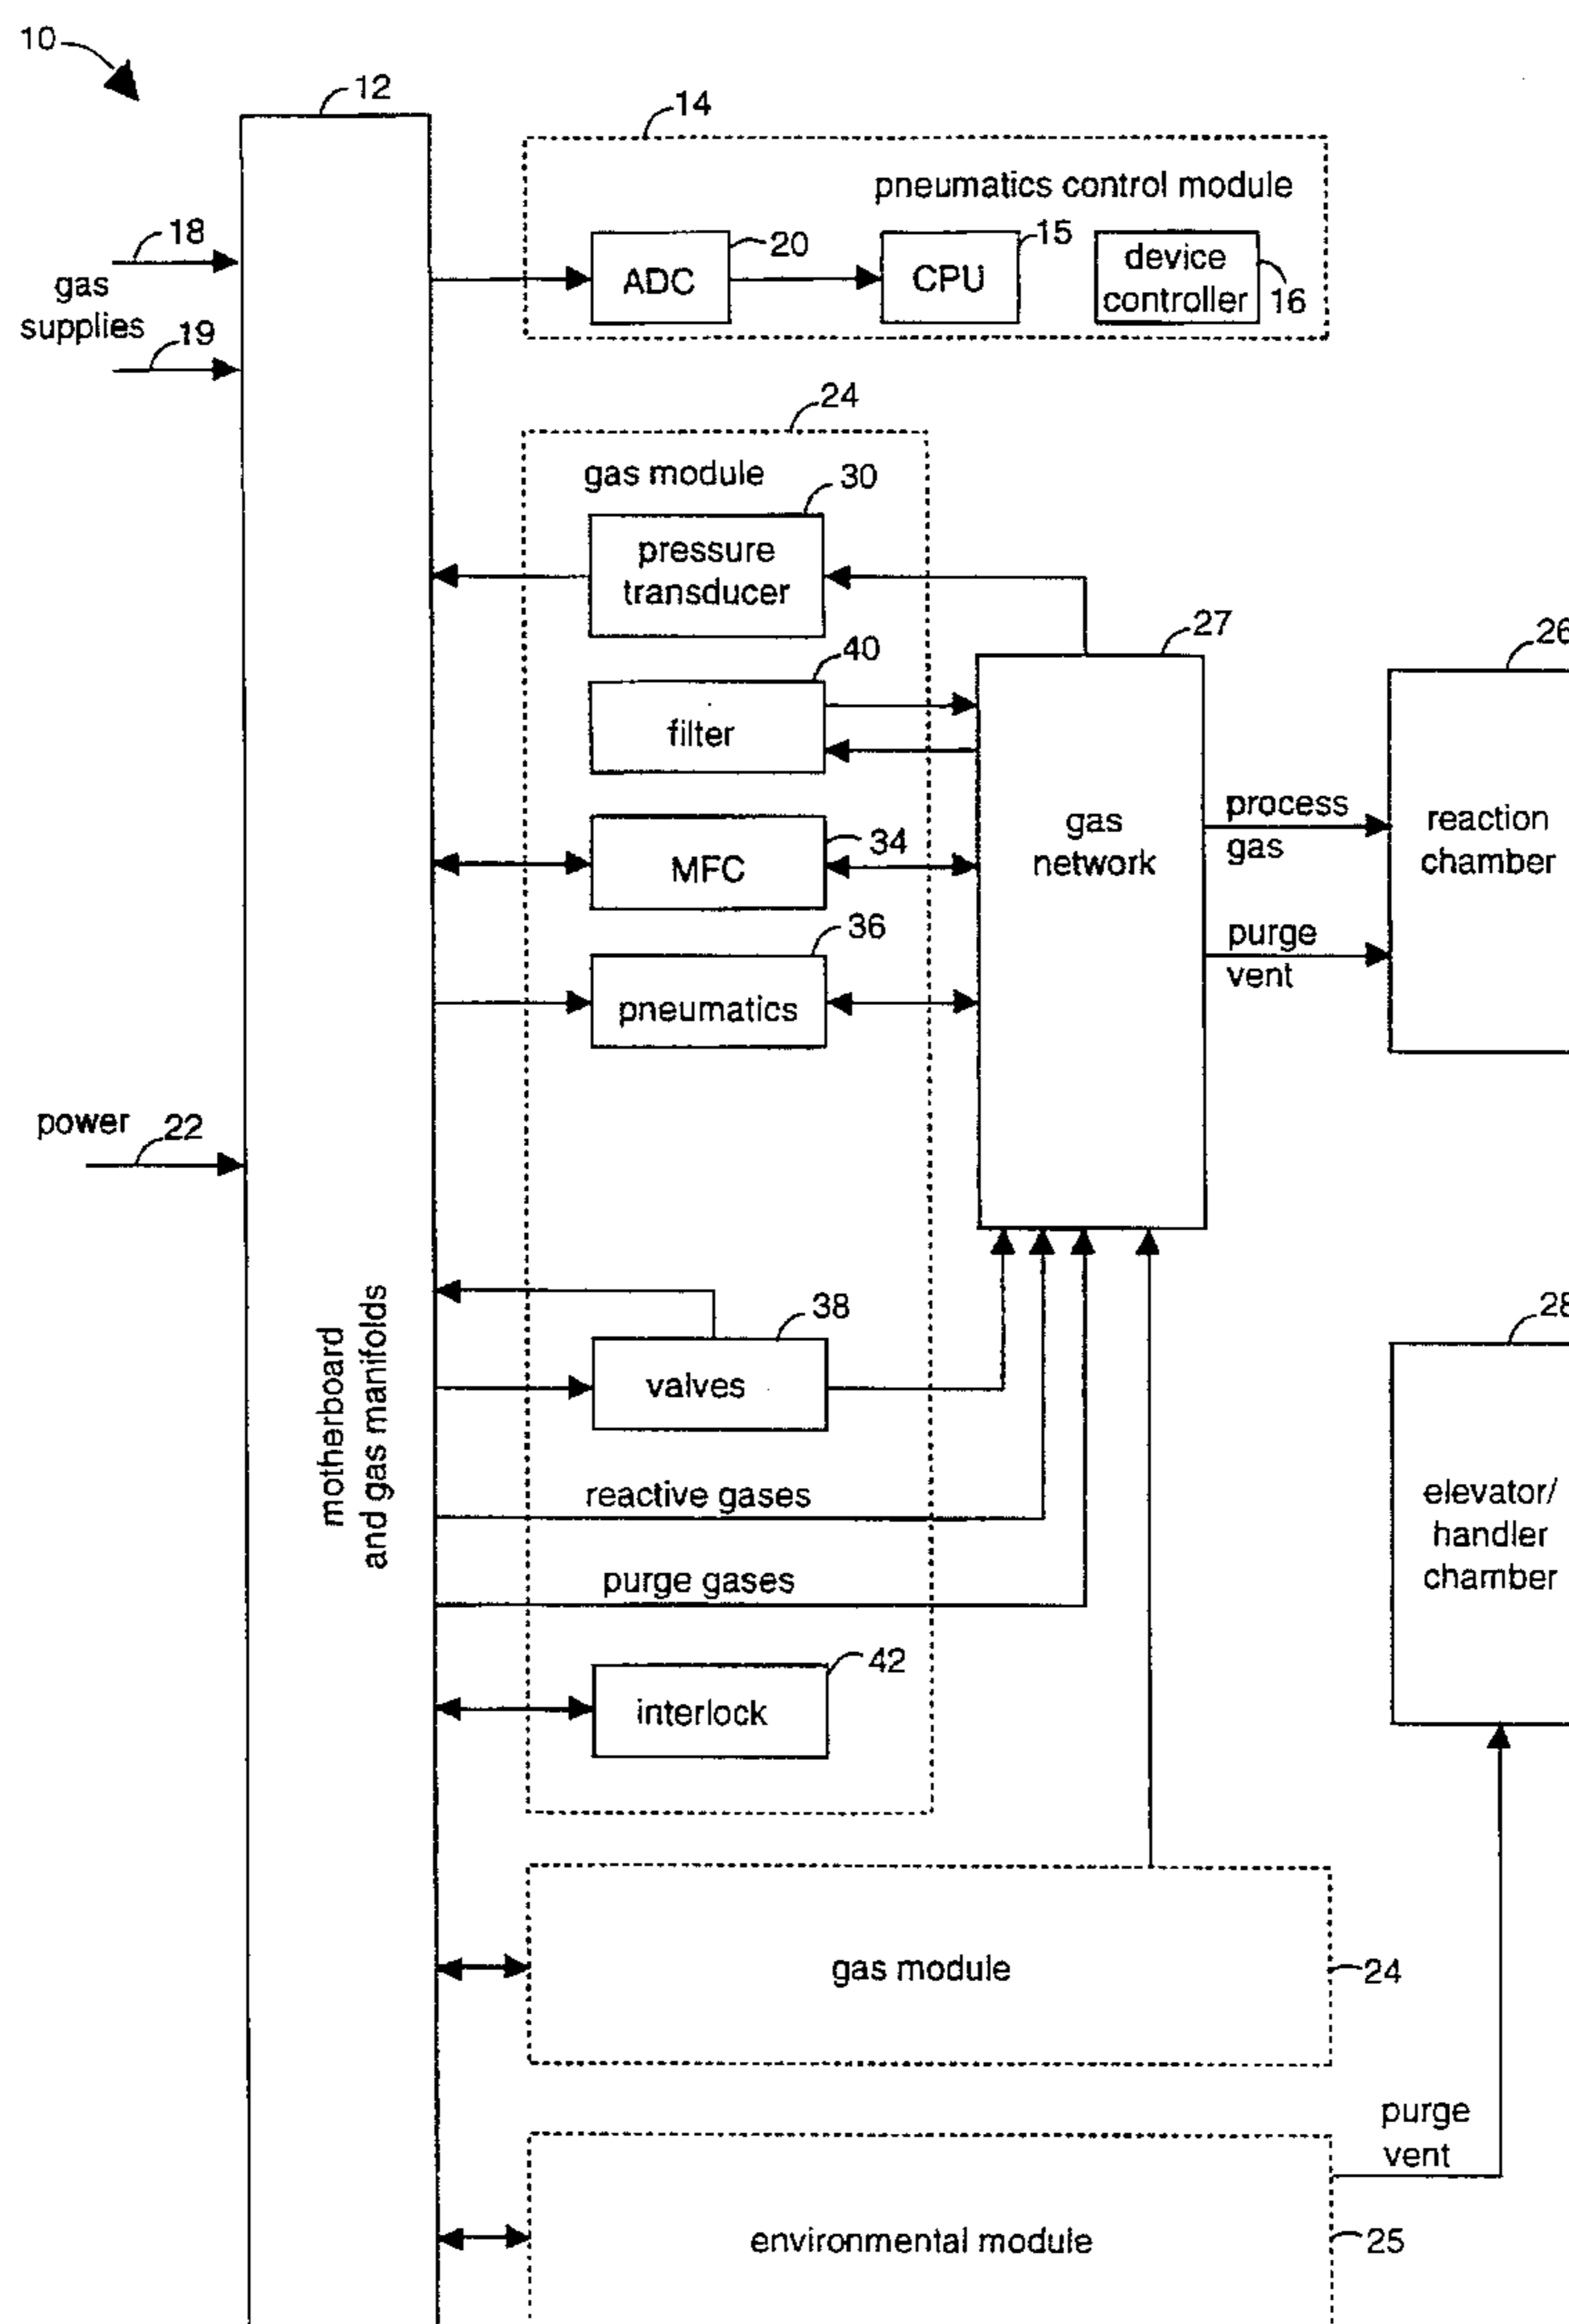 10
12
14
pneumatics control module
18
gas
supplies
19
ADC
20
CPU
15
device
controller
16
24
gas module
30
pressure
transducer
27
26
40
filter
gas
network
process
gas
reaction
chamber
MFC
34
purge
vent
36
pneumatics
power
22
motherboard
and gas manifolds
38
valves
28
reactive gases
elevator/
handler
chamber
purge gases
42
interlock
gas module
24
purge
vent
environmental module
25